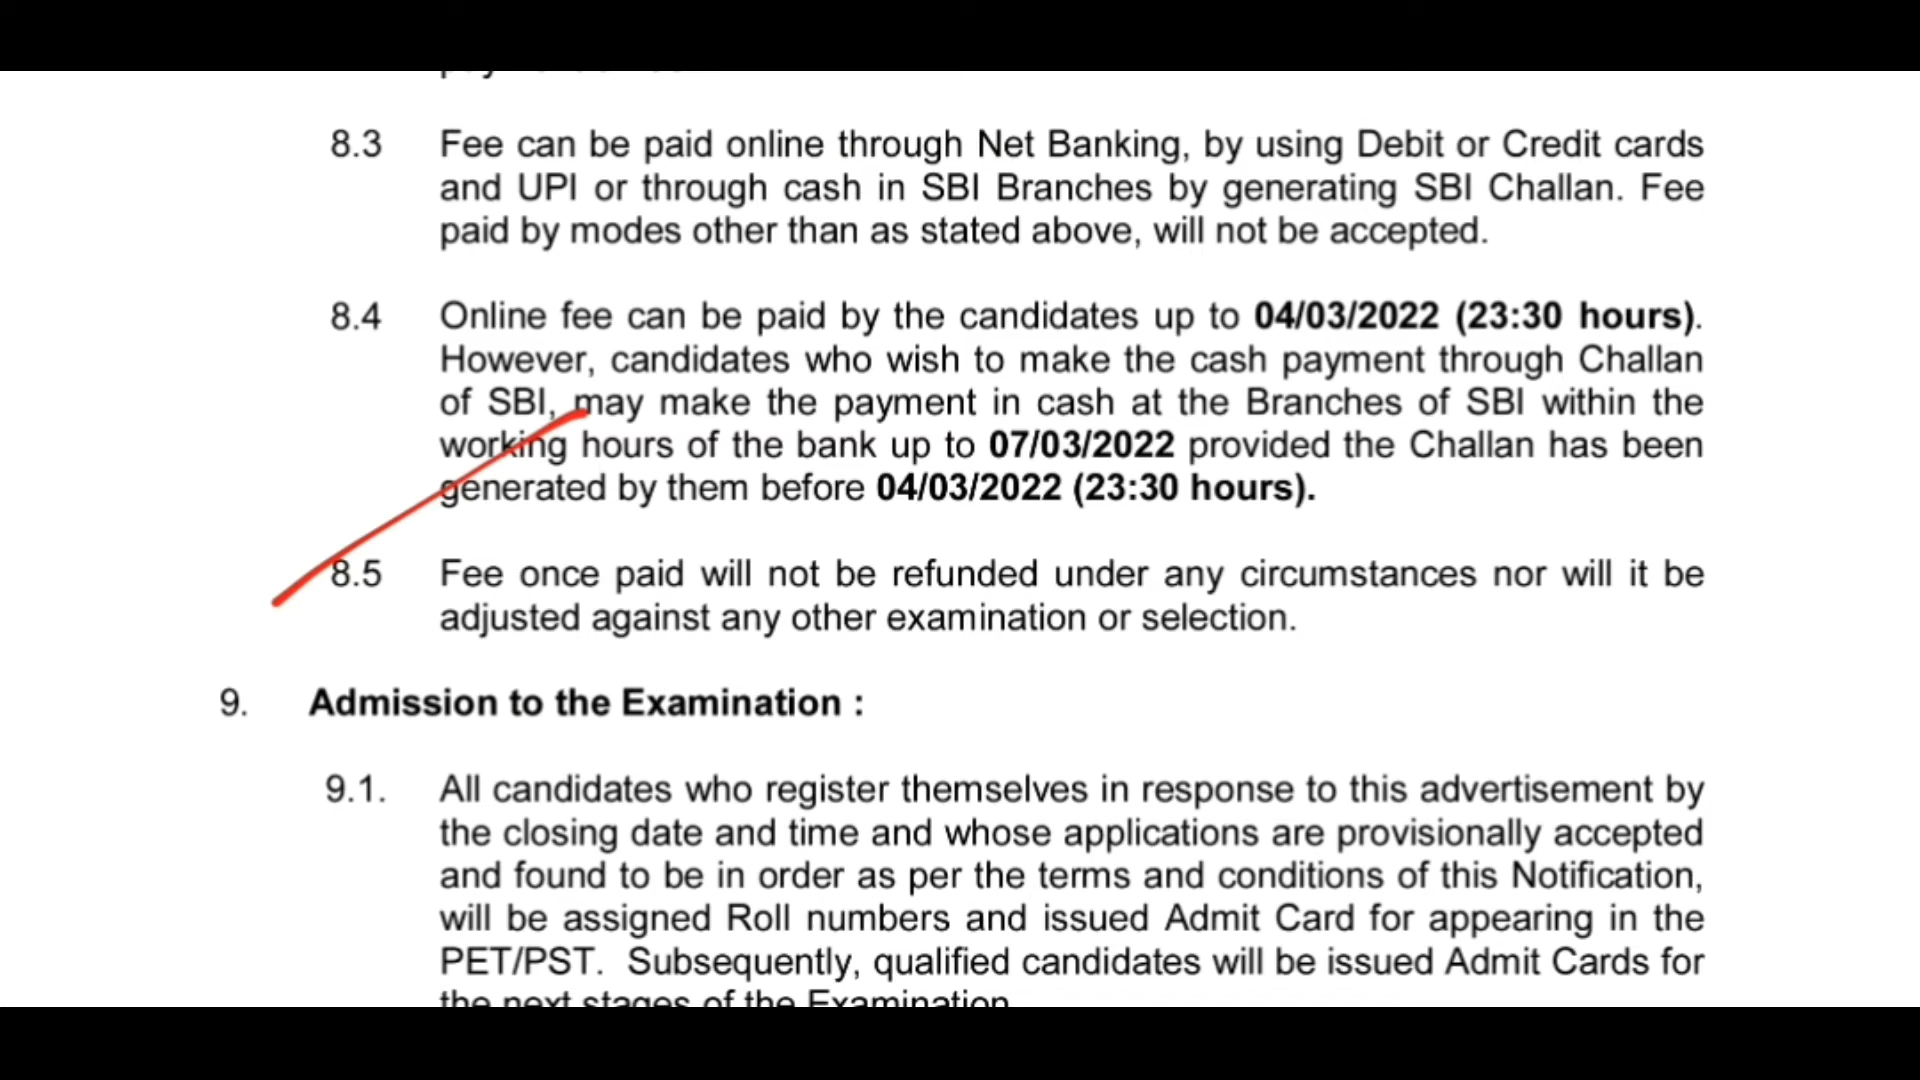 8.3 Fee can be paid online through Net Banking, by using Debit or Credit cards
and UPI or through cash in SBI Branches by generating SBI Challan. Fee
paid by modes other than as stated above, will not be accepted.
8.4 Online fee can be paid by the candidates up to 04/03/2022 (23:30 hours).
However, candidates who wish to make the cash payment through Challan
of SBI, may make the payment in cash at the Branches of SBI within the
working hours of the bank up to 07/03/2022 provided the Challan has been
generated by them before 04/03/2022 (23:30 hours).
8.5 Fee once paid will not be refunded under any circumstances nor will it be
adjusted against any other examination or selection.
9. Admission to the Examination :
9.1. All candidates who register themselves in response to this advertisement by
the closing date and time and whose applications are provisionally accepted
and found to be in order as per the terms and conditions of this Notification,
will be assigned Roll numbers and issued Admit Card for appearing in the
PET/PST. Subsequently, qualified candidates will be issued Admit Cards for
the next stages of the Examination